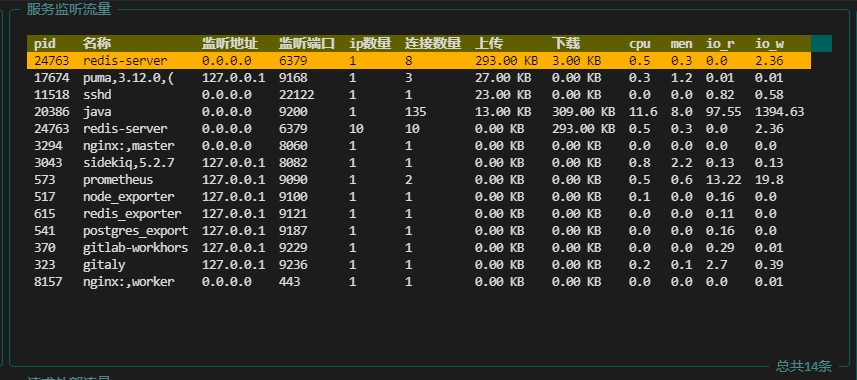 服务监听流量
pid 名称 监听地址 监听端口 ip数量 连接数量 上传 下载 cpu men io_r io_w
24763 redis-server 0.0.0.0 6379 1 8 293.00 KB 3.00 KB 0.5 0.3 0.0 2.36
17674 puma,3.12.0,( 127.0.0.1 9168 1 3 27.00 KB 0.00 KB 0.3 1.2 0.01 0.01
11518 sshd 0.0.0.0 22122 1 1 23.00 KB 0.00 KB 0.0 0.0 0.82 0.58
20386 java 0.0.0.0 9200 1 135 13.00 KB 309.00 KB 11.6 8.0 97.55 1394.63
24763 redis-server 0.0.0.0 6379 10 10 0.00 KB 293.00 KB 0.5 0.3 0.0 2.36
3294 nginx:,master 0.0.0.0 8060 1 1 0.00 KB 0.00 KB 0.0 0.0 0.0 0.0
3043 sidekiq,5.2.7 127.0.0.1 8082 1 1 0.00 KB 0.00 KB 0.8 2.2 0.13 0.13
573 prometheus 127.0.0.1 9090 1 2 0.00 KB 0.00 KB 0.5 0.6 13.22 19.8
517 node_exporter 127.0.0.1 9100 1 1 0.00 KB 0.00 KB 0.1 0.0 0.16 0.0
615 redis_exporter 127.0.0.1 9121 1 1 0.00 KB 0.00 KB 0.0 0.0 0.11 0.0
541 postgres_export 127.0.0.1 9187 1 1 0.00 KB 0.00 KB 0.0 0.0 0.16 0.0
370 gitlab-workhors 127.0.0.1 9229 1 1 0.00 KB 0.00 KB 0.0 0.0 0.29 0.01
323 gitaly 127.0.0.1 9236 1 1 0.00 KB 0.00 KB 0.2 0.1 2.7 0.39
8157 nginx:,worker 0.0.0.0 443 1 1 0.00 KB 0.00 KB 0.0 0.0 0.0 0.01
总共14条